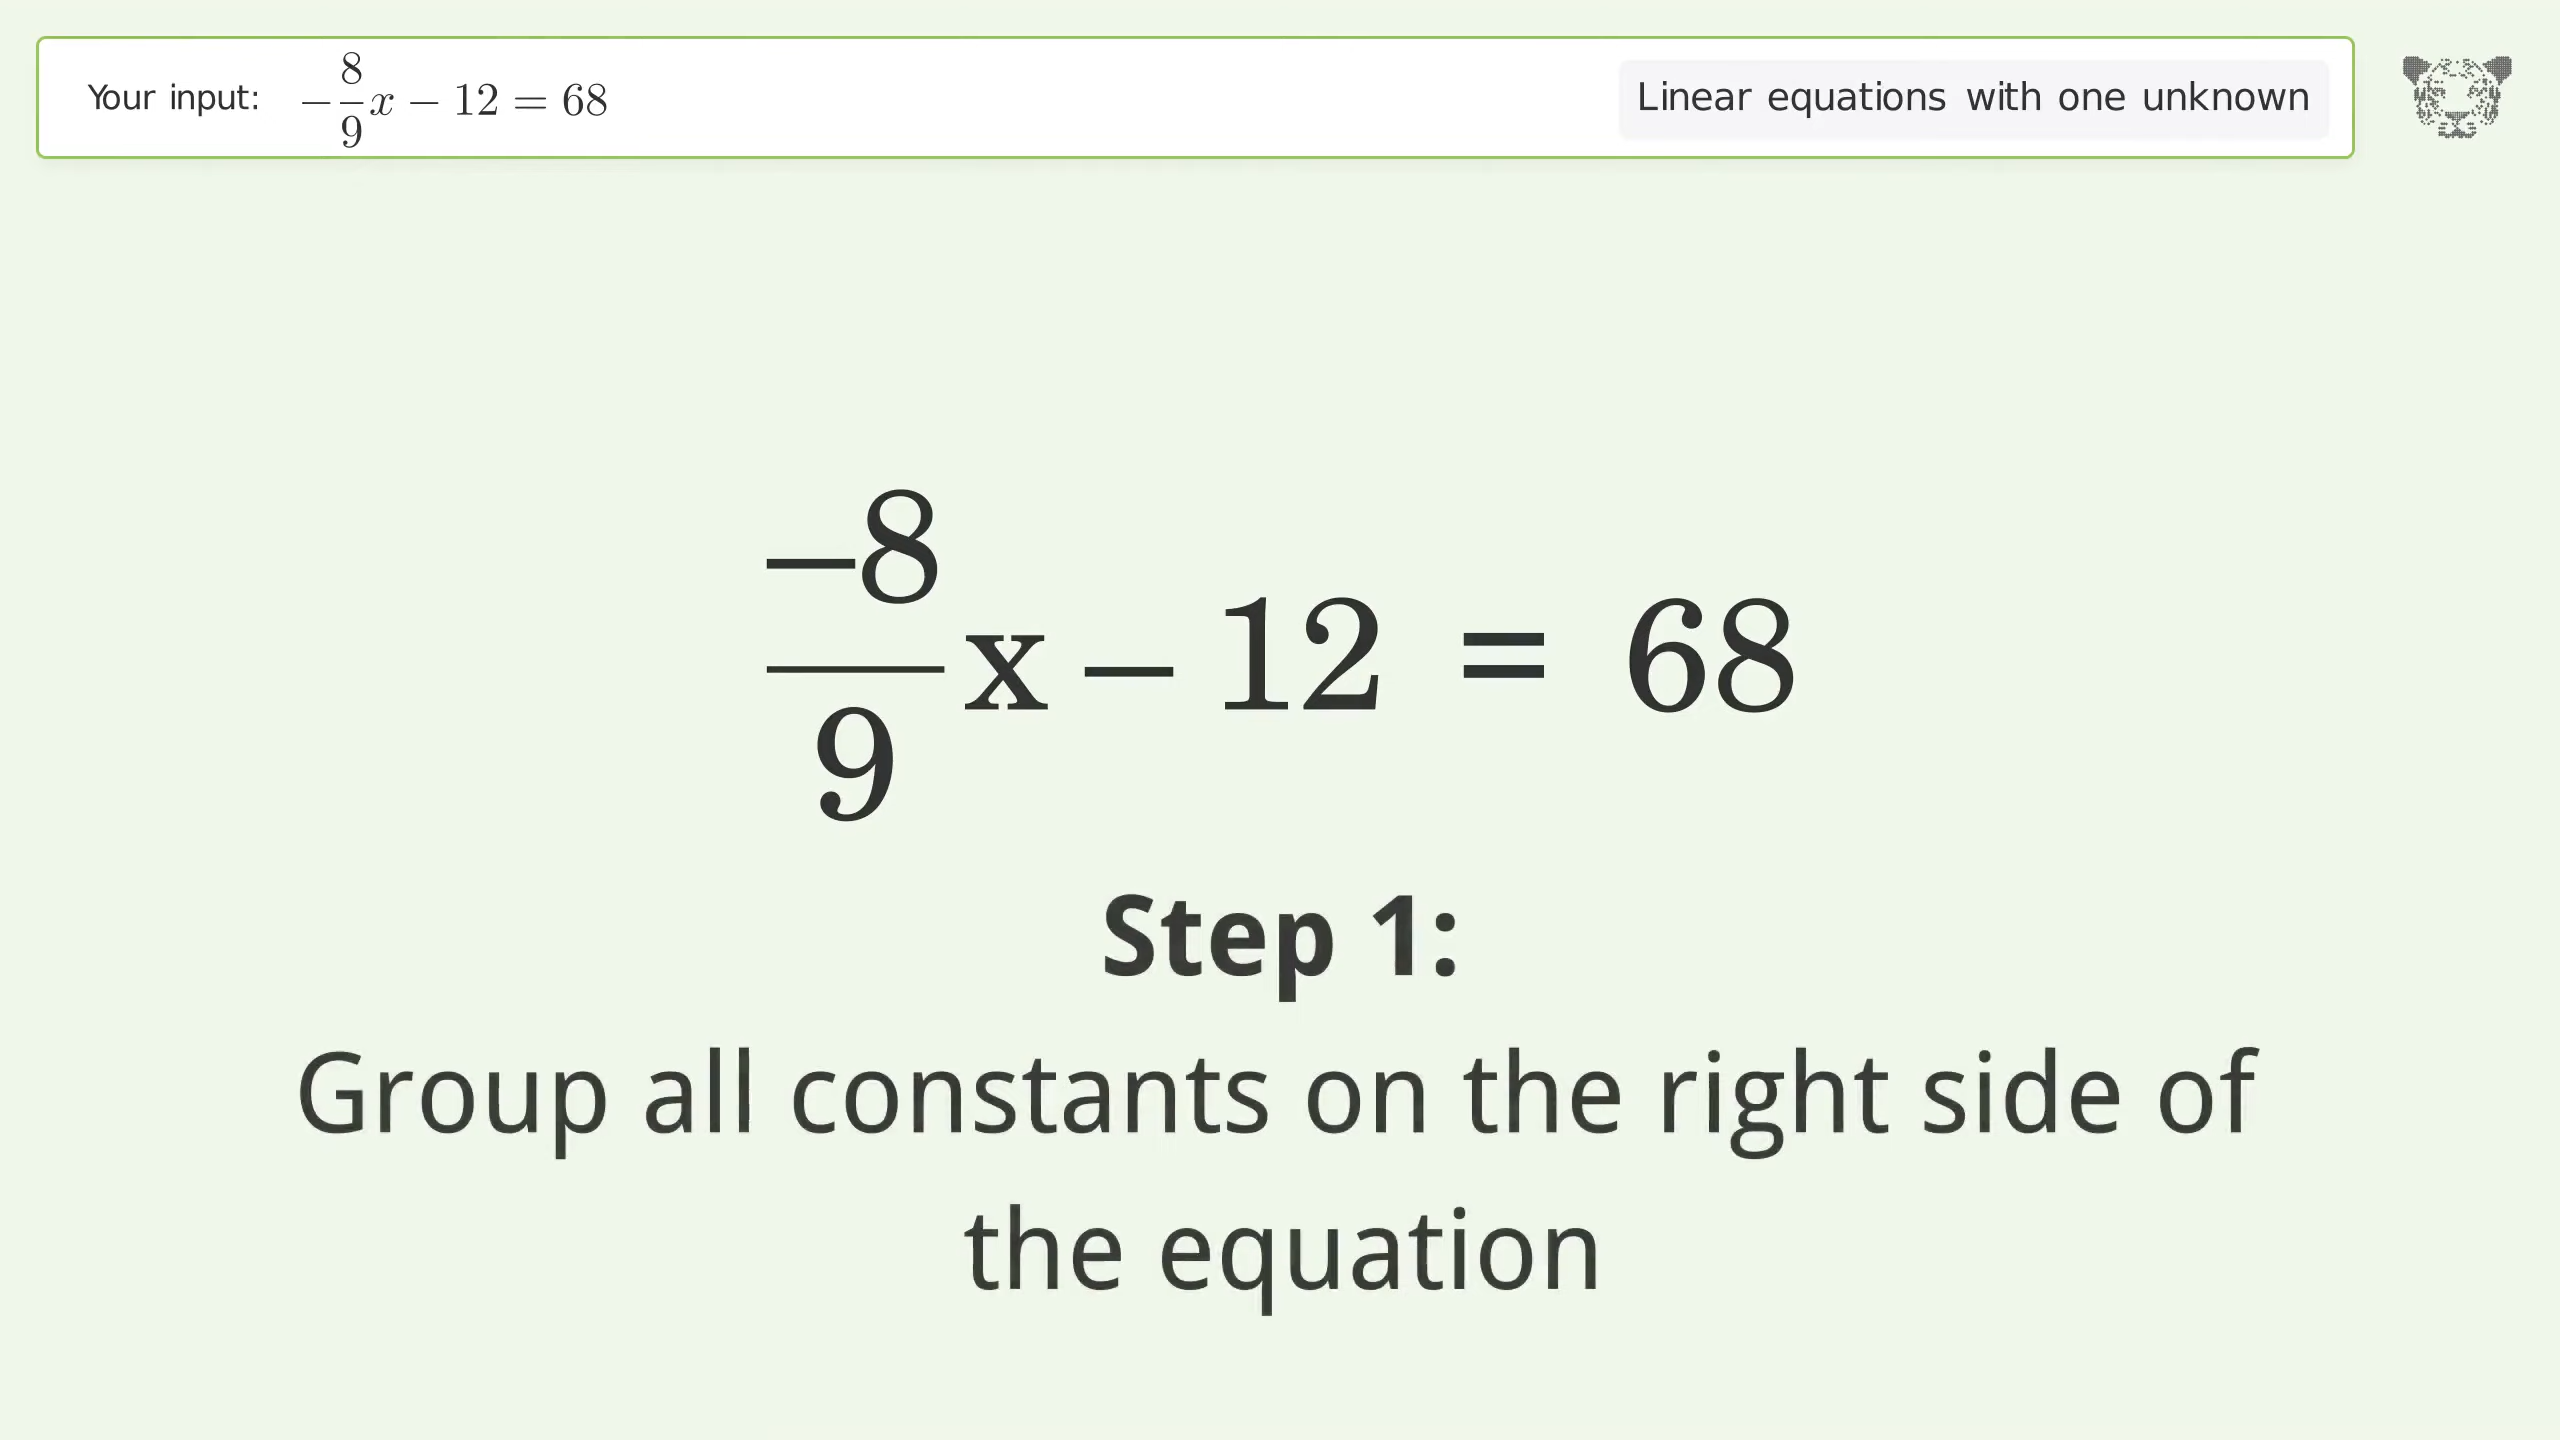 Your input: −8/9x − 12 = 68
Linear equations with one unknown
−8/9x − 12 = 68
Step 1:
Group all constants on the right side of
the equation